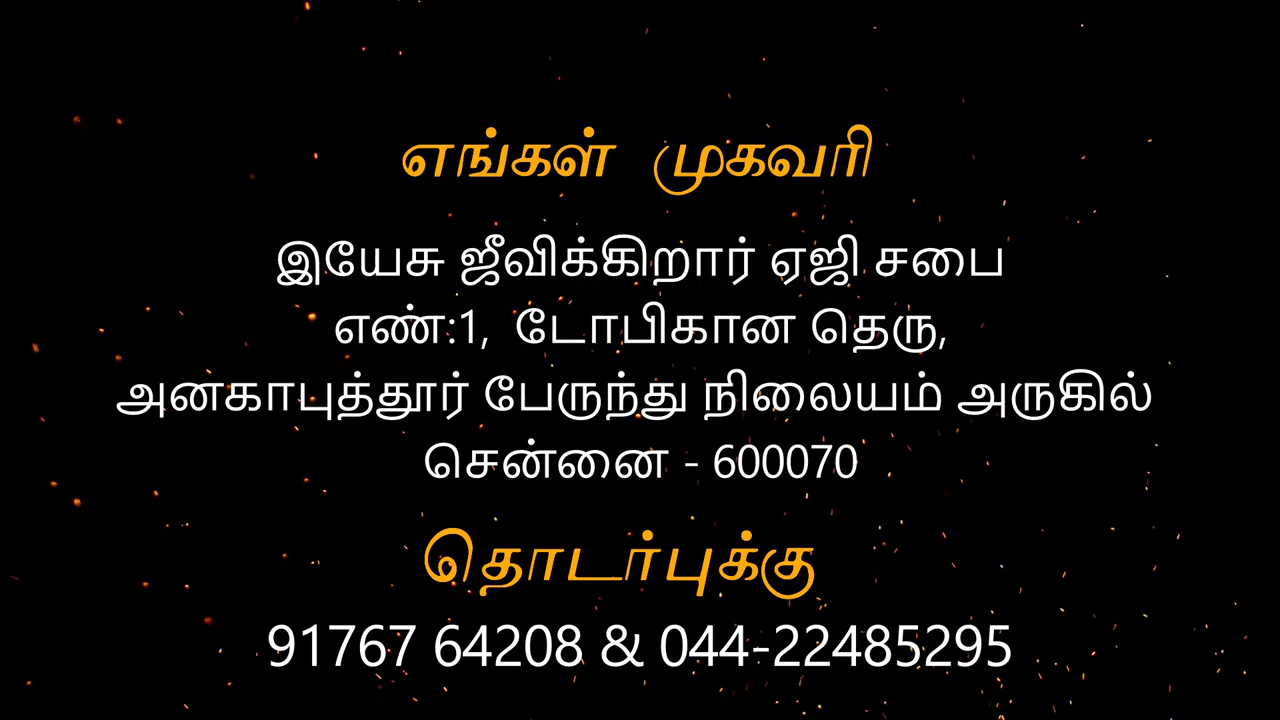 எங்கள் முகவரி
இயேசு ஜீவிக்கிறார் ஏஜி சபை
எண்:1, டோபிகான தெரு,
அனகாபுத்தூர் பேருந்து நிலையம் அருகில்
சென்னை - 600070
தொடர்புக்கு
91767 64208 & 044-22485295